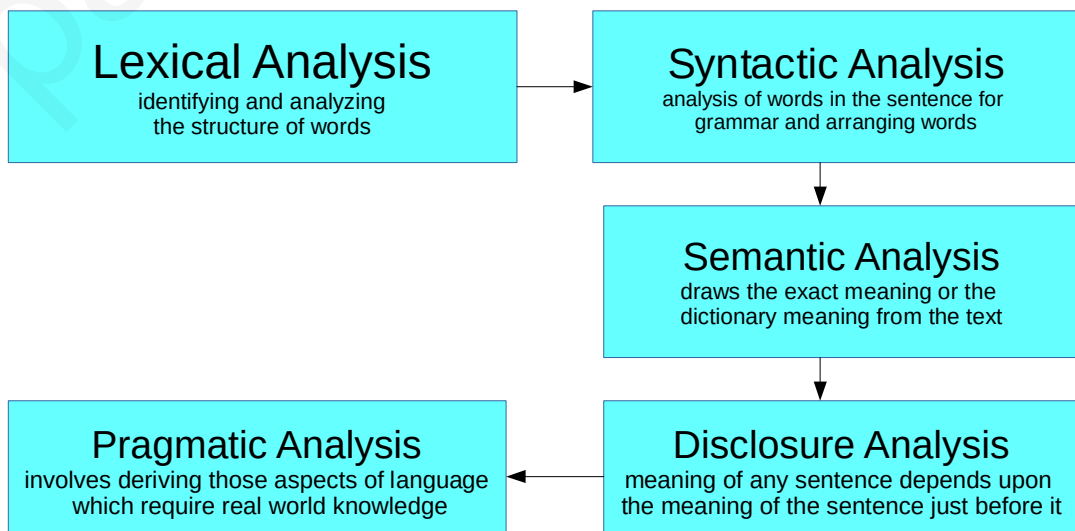 Lexical Analysis
identifying and analyzing
the structure of words
Syntactic Analysis
analysis of words in the sentence for
grammar and arranging words
Semantic Analysis
draws the exact meaning or the
dictionary meaning from the text
Disclosure Analysis
meaning of any sentence depends upon
the meaning of the sentence just before it
Pragmatic Analysis
involves deriving those aspects of language
which require real world knowledge